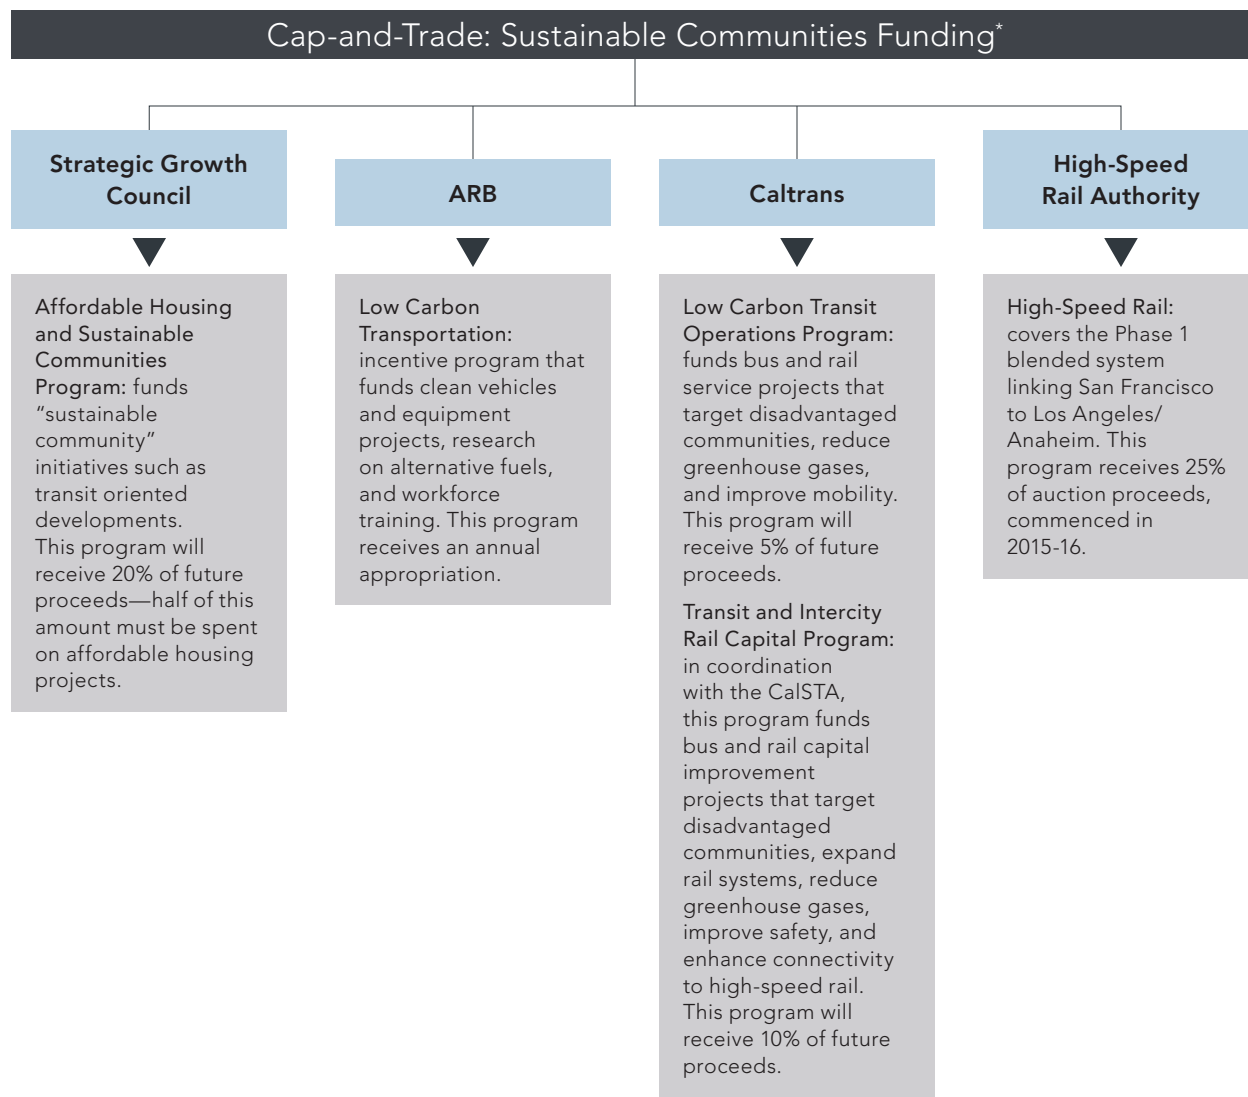 Cap-and-Trade: Sustainable Communities Funding*
Strategic Growth
Council
Affordable Housing
and Sustainable
Communities
Program: funds
“sustainable
community”
initiatives such as
transit oriented
developments.
This program will
receive 20% of future
proceeds—half of this
amount must be spent
on affordable housing
projects.
ARB
Low Carbon
Transportation:
incentive program that
funds clean vehicles
and equipment
projects, research
on alternative fuels,
and workforce
training. This program
receives an annual
appropriation.
Caltrans
Low Carbon Transit
Operations Program:
funds bus and rail
service projects that
target disadvantaged
communities, reduce
greenhouse gases,
and improve mobility.
This program will
receive 5% of future
proceeds.
Transit and Intercity
Rail Capital Program:
in coordination
with the CalSTA,
this program funds
bus and rail capital
improvement
projects that target
disadvantaged
communities, expand
rail systems, reduce
greenhouse gases,
improve safety, and
enhance connectivity
to high-speed rail.
This program will
receive 10% of future
proceeds.
High-Speed
Rail Authority
High-Speed Rail:
covers the Phase 1
blended system
linking San Francisco
to Los Angeles/
Anaheim. This
program receives 25%
of auction proceeds,
commenced in
2015-16.